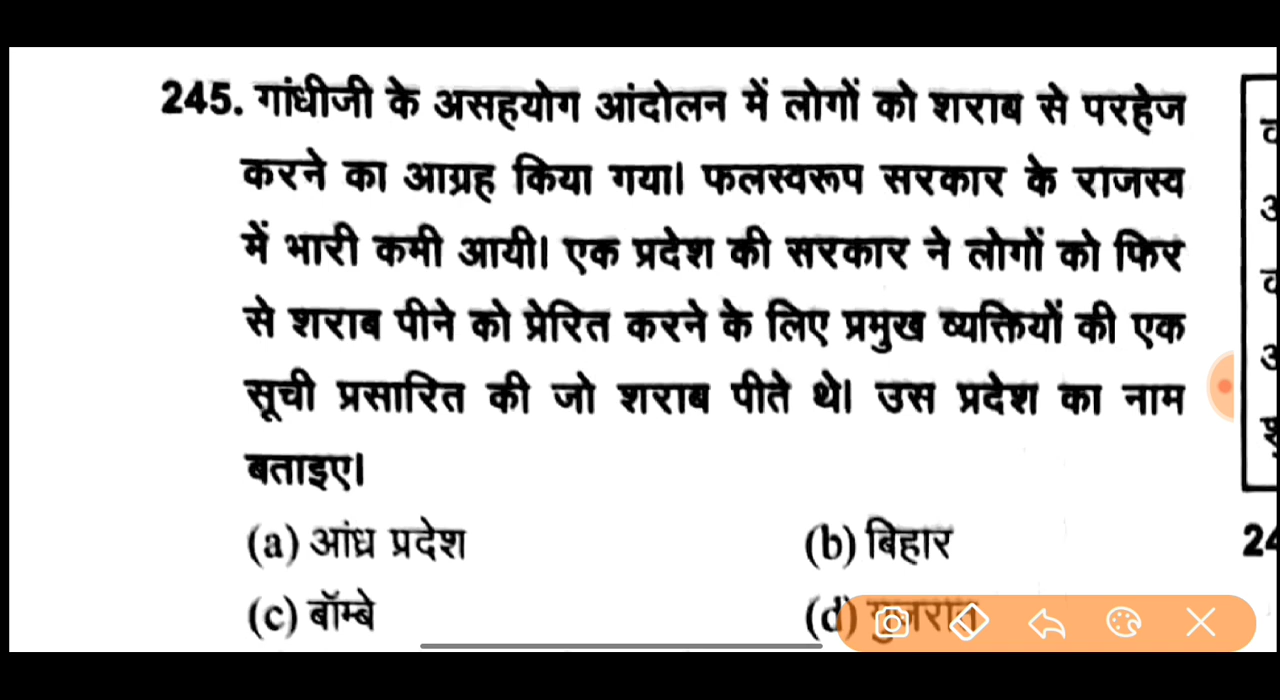 245. गांधीजी के असहयोग आंदोलन में लोगों को शराब से परहेज
करने का आग्रह किया गया। फलस्वरूप सरकार के राजस्व
में भारी कमी आयी। एक प्रदेश की सरकार ने लोगों को फिर
से शराब पीने को प्रेरित करने के लिए प्रमुख व्यक्तियों की एक
सूची प्रसारित की जो शराब पीते थे। उस प्रदेश का नाम
बताइए।
(a) आंध्र प्रदेश (b) बिहार
(c) बॉम्बे (d) गुजरात